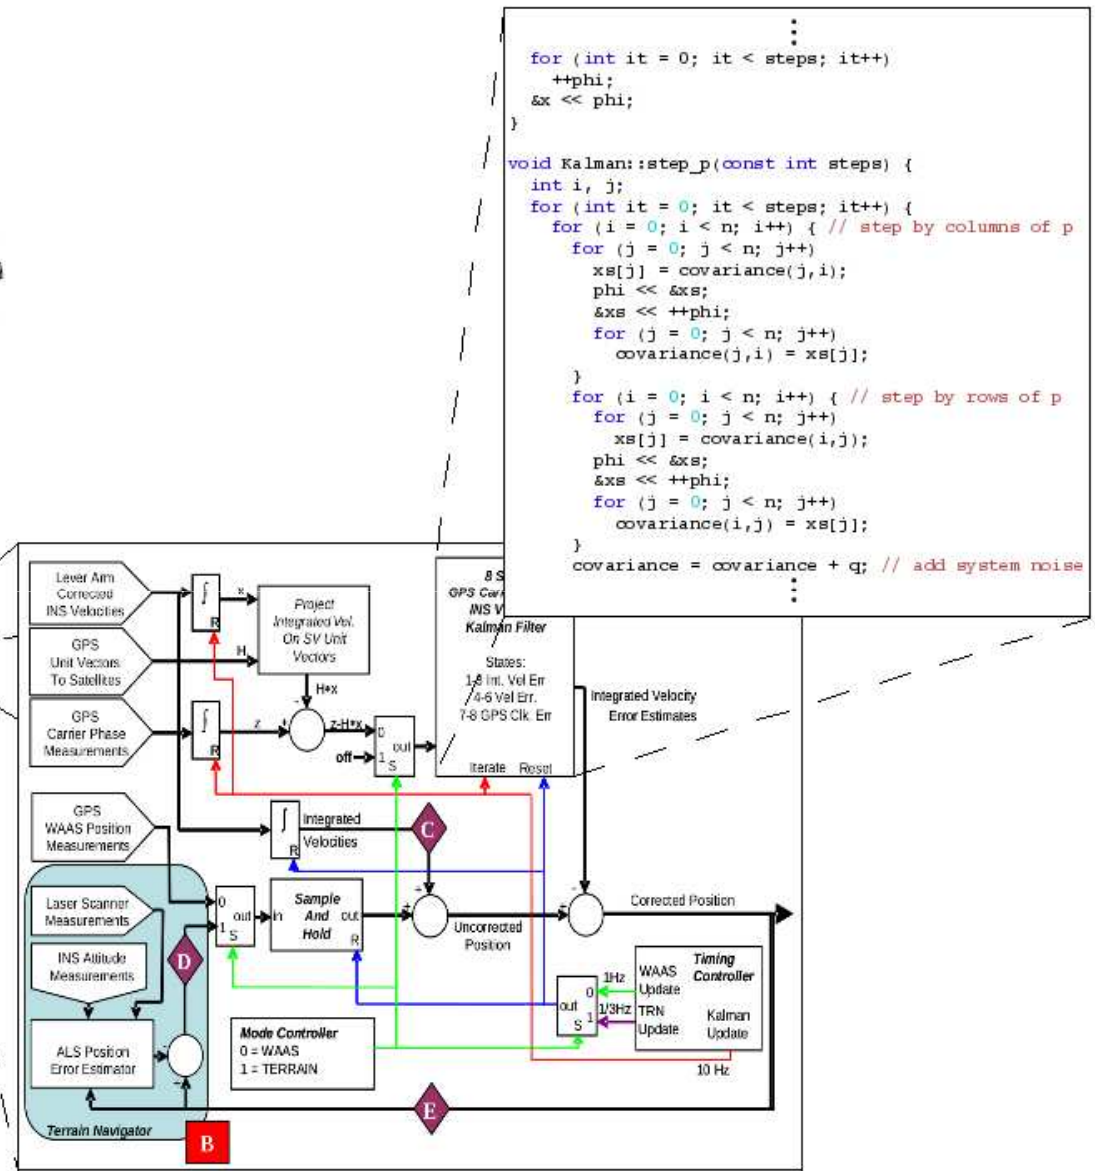 for (int it = 0; it < steps; it++)
++phi;
&x << phi;
}
void Kalman::step_p(const int steps) {
int i, j;
for (int it = 0; it < steps; it++) {
for (i = 0; i < n; i++) { // step by columns of p
for (j = 0; j < n; j++)
xs[j] = covariance(j,i);
phi << &xs;
&xs << ++phi;
for (j = 0; j < n; j++)
covariance(j,i) = xs[j];
}
for (i = 0; i < n; i++) { // step by rows of p
for (j = 0; j < n; j++)
xs[j] = covariance(i,j);
phi << &xs;
&xs << ++phi;
for (j = 0; j < n; j++)
covariance(i,j) = xs[j];
}
covariance = covariance + q; // add system noise
Lever Arm
Corrected
INS Velocities
∫
R
x
Project
Integrated Vel.
On SV Unit
Vectors
GPS
Unit Vectors
To Satellites
H
H*x
GPS
Carrier Phase
Measurements
∫
R
z
+
-
z-H*x
0
off
1
out
S
8 S
GPS Car
INS V
Kalman Filter
States:
1-3 Int. Vel Err
4-6 Vel Err.
7-8 GPS Clk. Err
Iterate Reset
Integrated Velocity
Error Estimates
GPS
WAAS Position
Measurements
∫
R
Integrated
Velocities
C
Laser Scanner
Measurements
0
1
out
S
in
Sample
And
Hold
out
R
+
+
Uncorrected
Position
-
+
Corrected Position
INS Attitude
Measurements
D
ALS Position
Error Estimator
-
-
Terrain Navigator
B
Mode Controller
0 = WAAS
1 = TERRAIN
out
0
1
S
1Hz
1/3Hz
Timing
Controller
WAAS
Update
TRN
Update
Kalman
Update
10 Hz
E